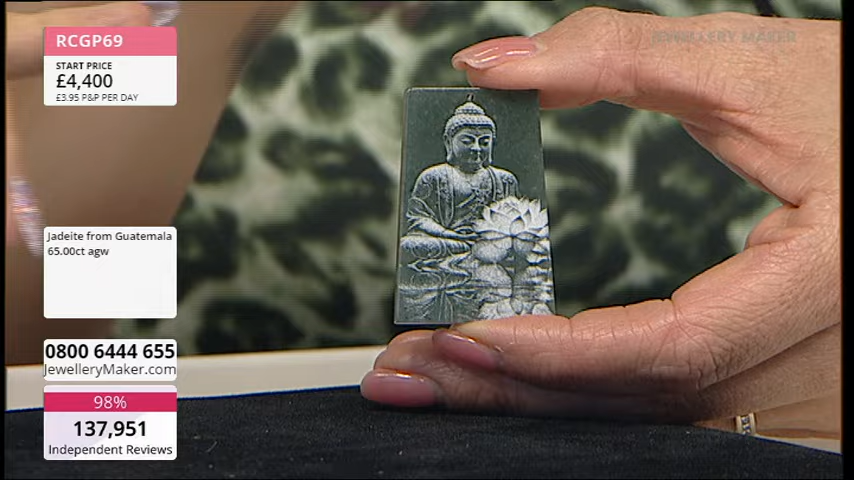 RCGP69
START PRICE
£4,400
£3.95 P&P PER DAY
JEWELLERY MAKER
Jadeite from Guatemala
65.00ct agw
0800 6444 655
JewelleryMaker.com
98%
137,951
Independent Reviews